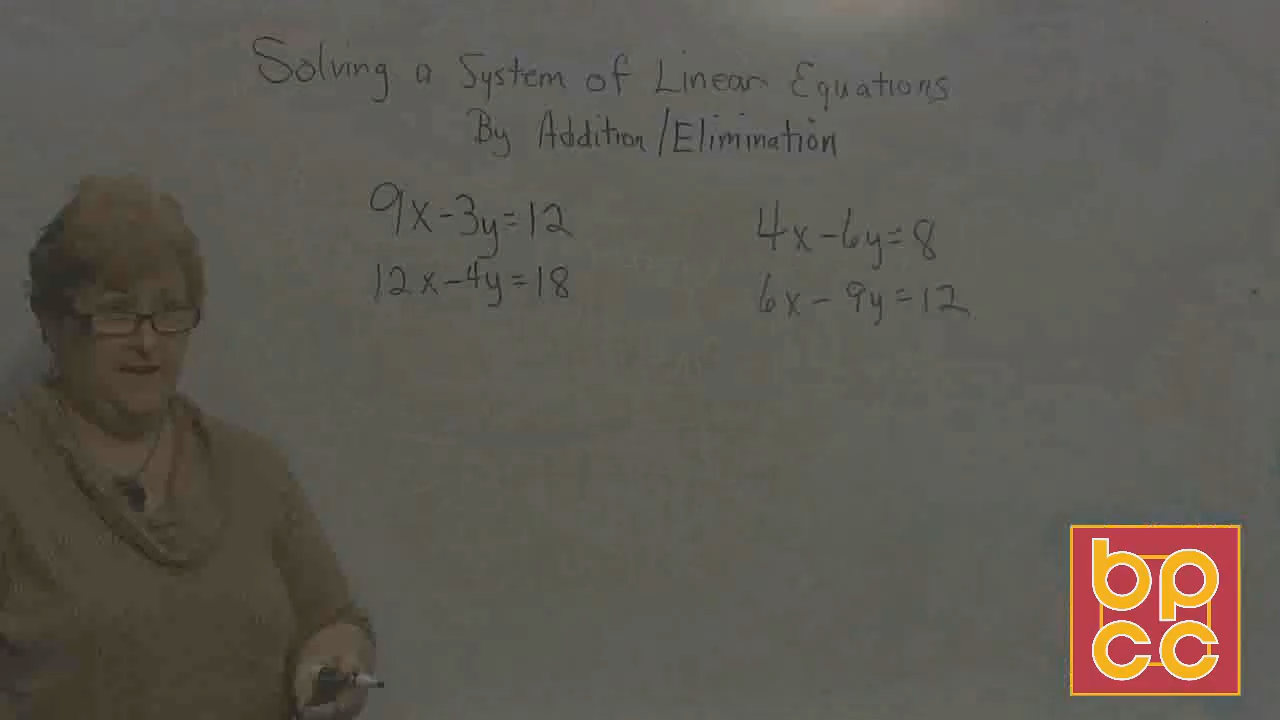 Solving a System of Linear Equations
By Addition/Elimination
9x-3y=12
12x-4y=18
4x-6y=8
6x-9y=12
bp
cc